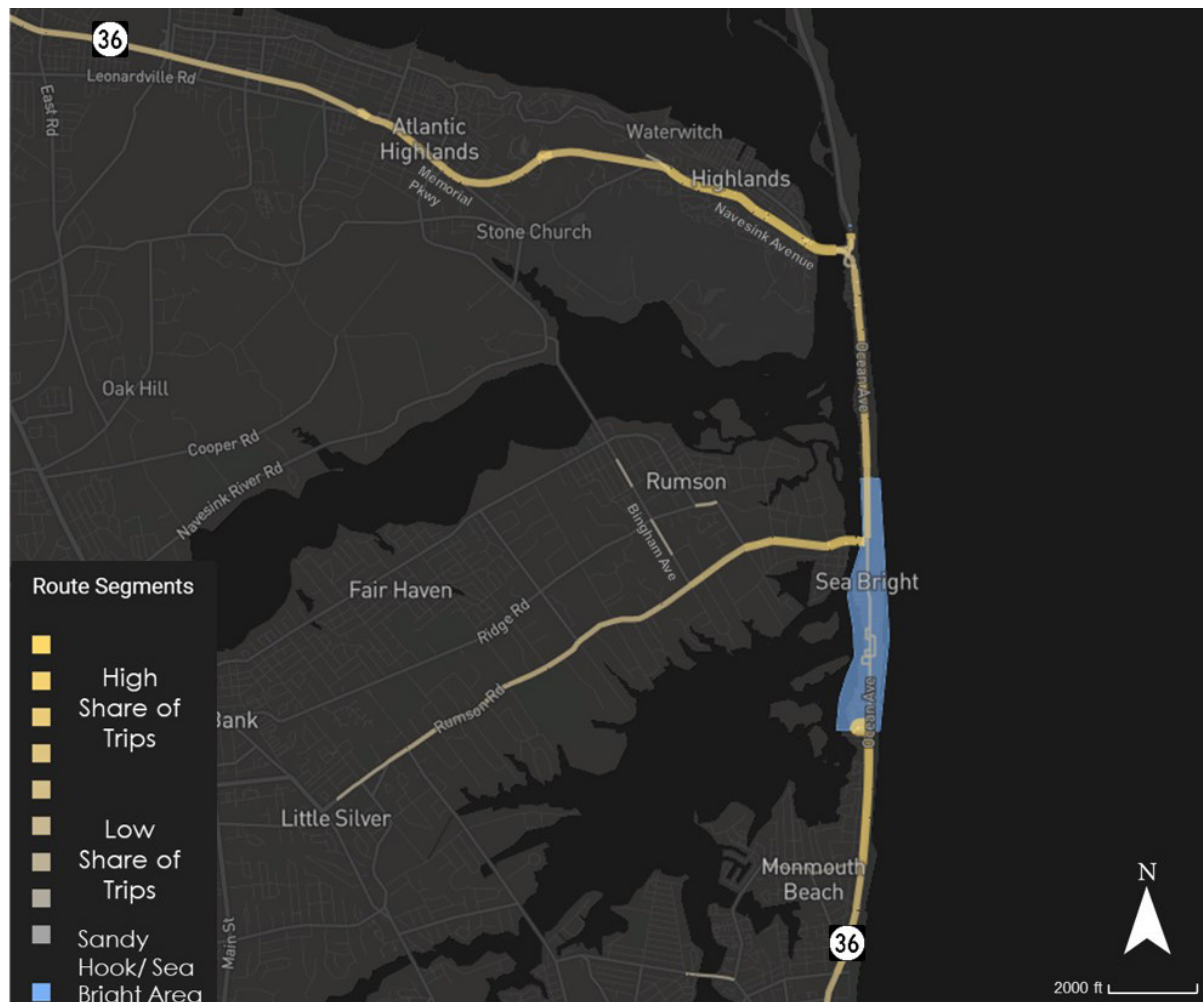 36
Leonardville Rd
East Rd
Atlantic
Highlands
Memorial
Pkwy
Waterwitch
Highlands
Navesink Avenue
Stone Church
Ocean Ave
Oak Hill
Cooper Rd
Navesink River Rd
Rumson
Bingham Ave
Sea Bright
Fair Haven
Ridge Rd
Rumson Rd
Bank
Little Silver
Ocean Ave
Monmouth
Beach
36
Main St
Route Segments
High
Share of
Trips
Low
Share of
Trips
Sandy
Hook/ Sea
Bright Area
N
2000 ft